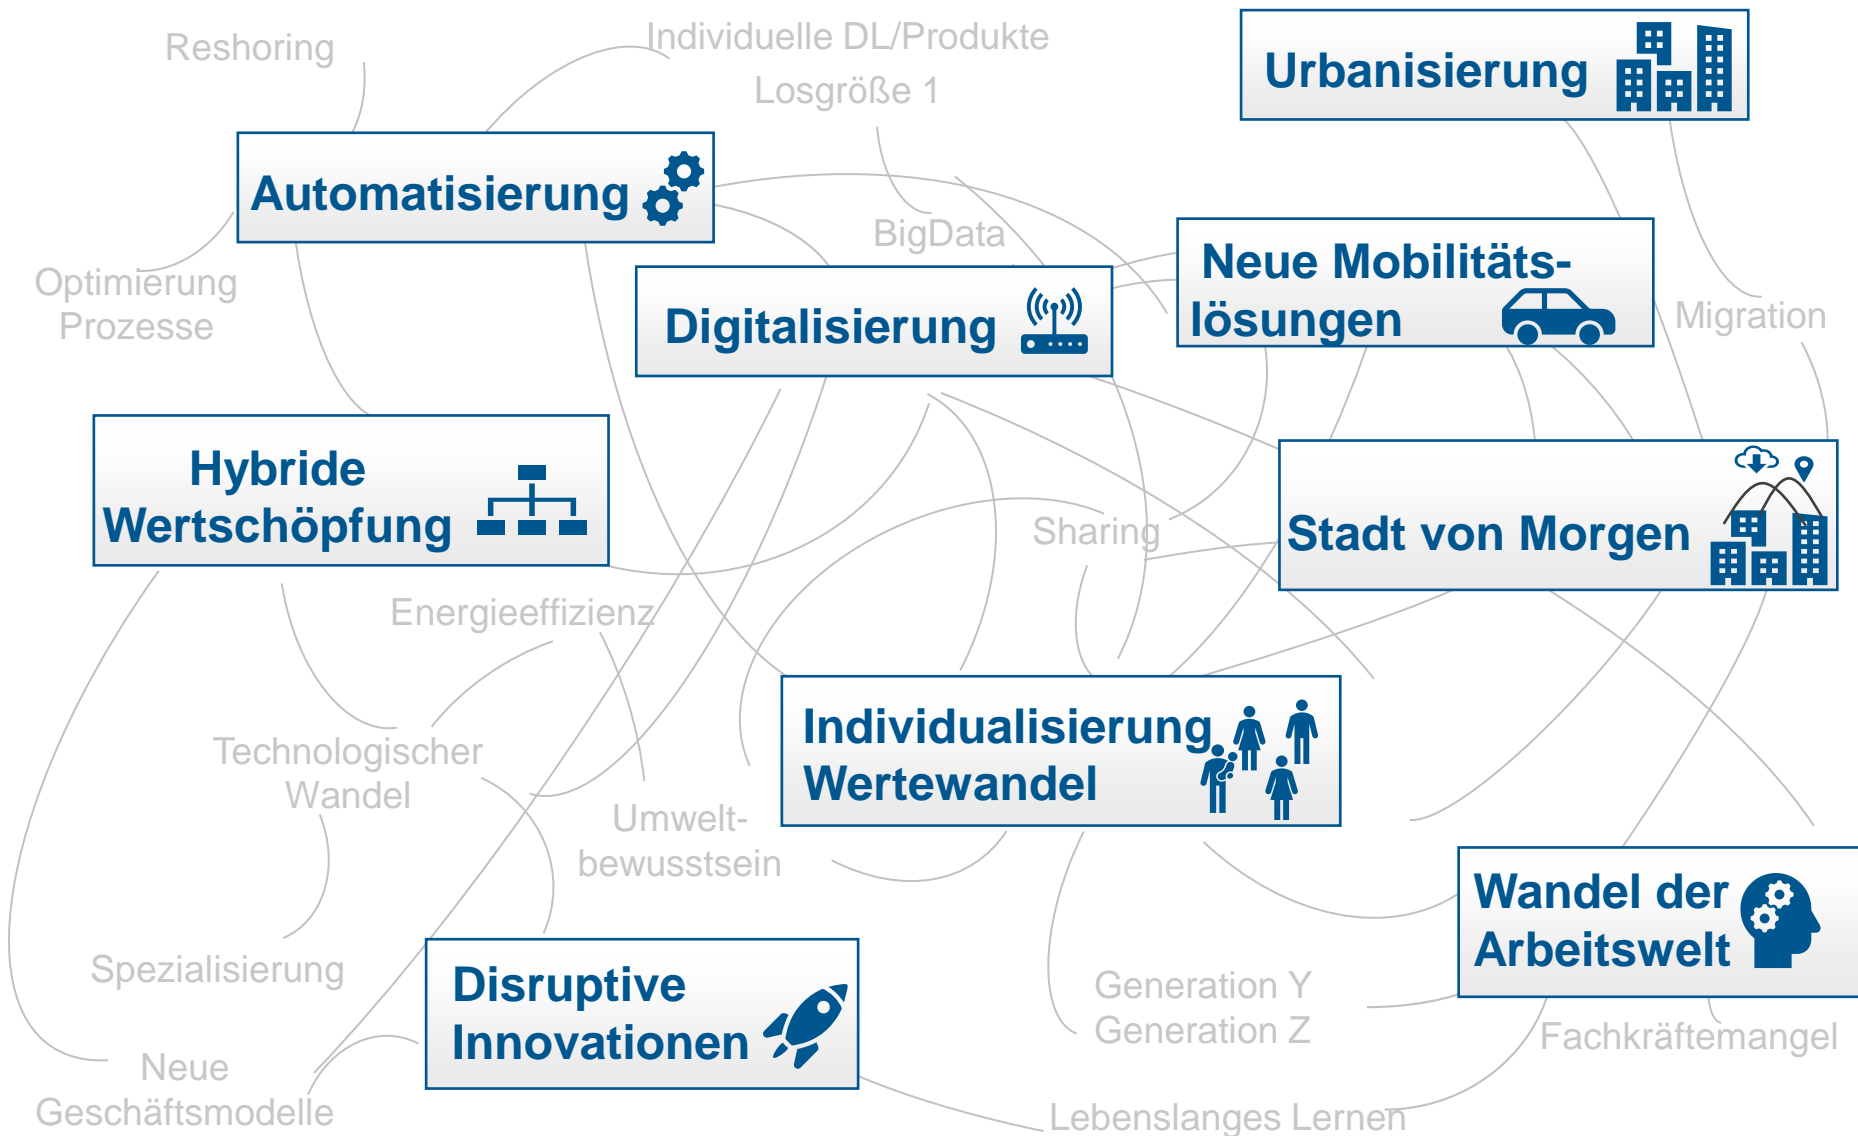 Reshoring
Individuelle DL/Produkte
Losgröße 1
Urbanisierung
Automatisierung
BigData
Neue Mobilitäts-
lösungen
Optimierung
Prozesse
Digitalisierung
Migration
Hybride
Wertschöpfung
Sharing
Stadt von Morgen
Energieeffizienz
Technologischer
Wandel
Individualisierung
Wertewandel
Umwelt-
bewusstsein
Wandel der
Arbeitswelt
Spezialisierung
Disruptive
Innovationen
Generation Y
Generation Z
Fachkräftemangel
Neue
Geschäftsmodelle
Lebenslanges Lernen